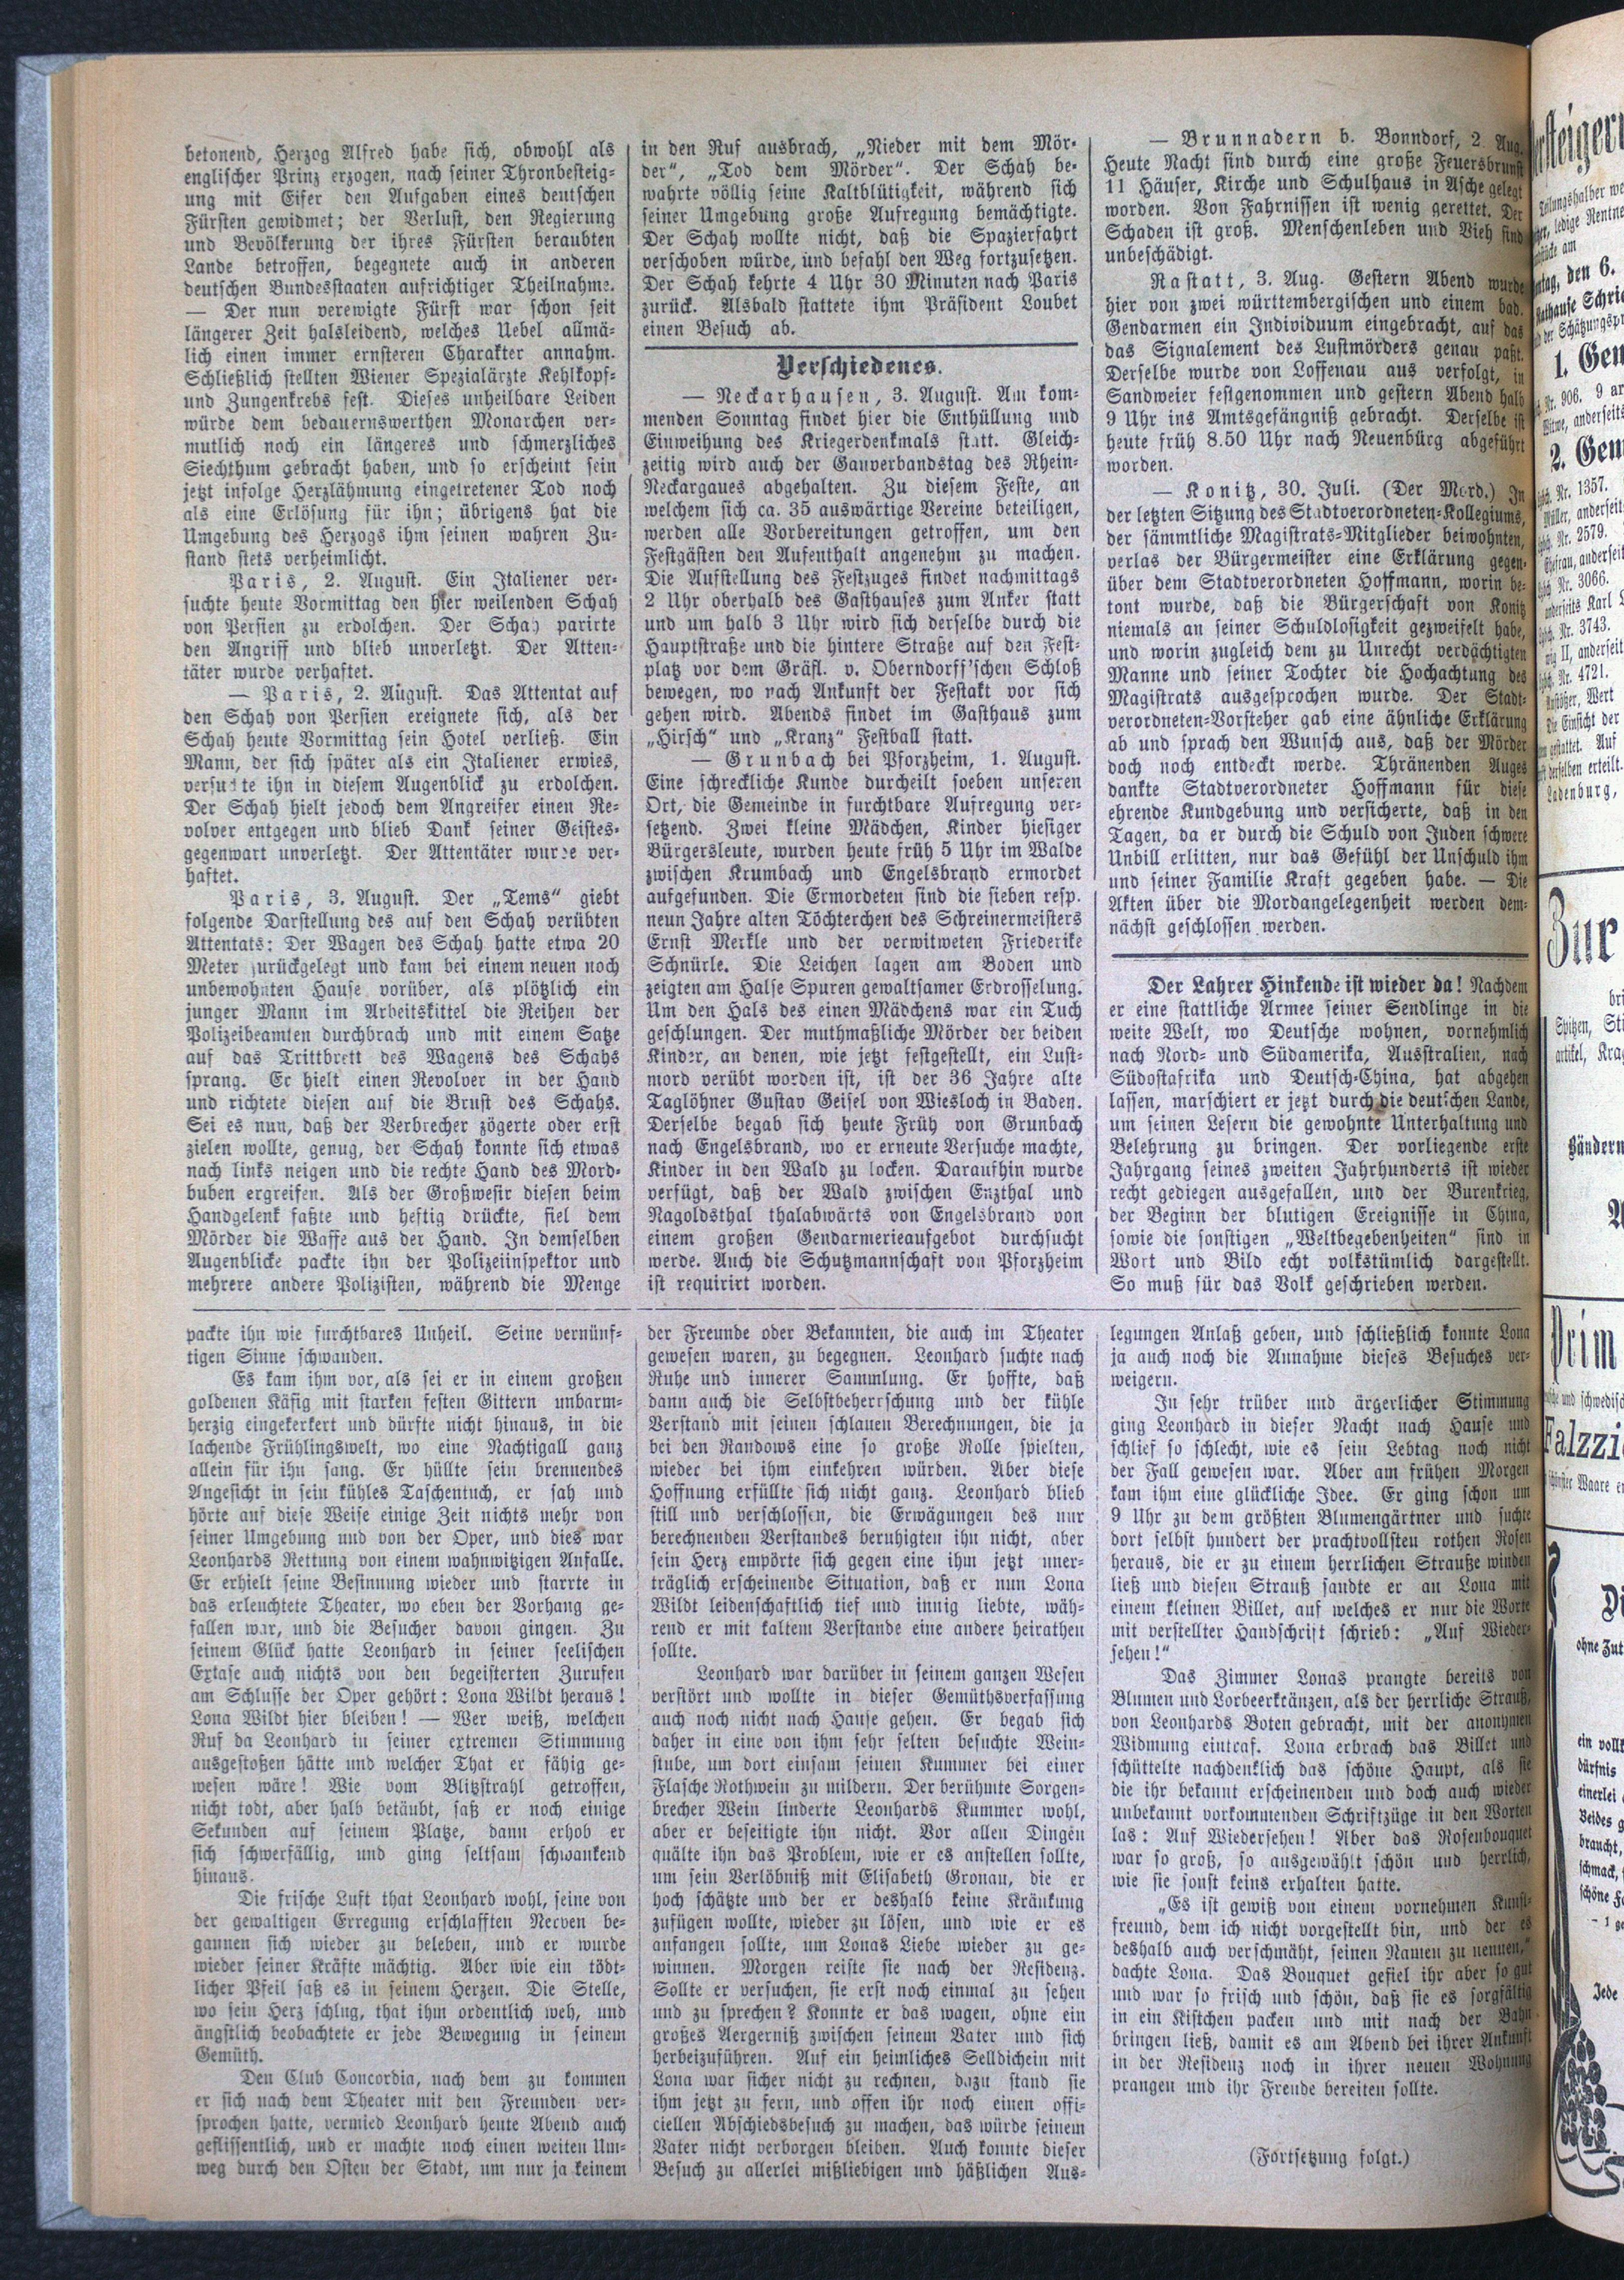 betonend, Herzog Alfred habe sich, obwohl als
englischer Prinz erzogen, nach seiner Thronbesteig-
ung mit Eifer den Aufgaben eines deutschen
Fürsten gewidmet; der Verlust, den Regierung
und Bevölkerung der ihres Fürsten beraubten
Lande betroffen, begegnete auch in anderen
deutschen Bundesstaaten aufrichtiger Theilnahme.
— Der nun verewigte Fürst war schon seit
längerer Zeit halsleidend, welches Uebel allmä-
lich einen immer ernsteren Charakter annahm.
Schließlich stellten Wiener Spezialärzte Kehlkopf-
und Zungenkrebs fest. Dieses unheilbare Leiden
würde dem bedauernswerthen Monarchen ver-
mutlich noch ein längeres und schmerzliches
Siechthum gebracht haben, und so erscheint sein
jetzt infolge Herzlähmung eingetretener Tod noch
als eine Erlösung für ihn; übrigens hat die
Umgebung des Herzogs ihm seinen wahren Zu-
stand stets verheimlicht.
Paris, 2. August. Ein Italiener ver-
suchte heute Vormittag den hier weilenden Schah
von Persien zu erdolchen. Der Schah parirte
den Angriff und blieb unverletzt. Der Atten-
täter wurde verhaftet.
— Paris, 2. August. Das Attentat auf
den Schah von Persien ereignete sich, als der
Schah heute Vormittag sein Hotel verließ. Ein
Mann, der sich später als ein Italiener erwies,
versuchte ihn in diesem Augenblick zu erdolchen.
Der Schah hielt jedoch dem Angreifer einen Re-
volver entgegen und blieb Dank seiner Geistes-
gegenwart unverletzt. Der Attentäter wurde ver-
haftet.
Paris, 3. August. Der „Tems“ giebt
folgende Darstellung des auf den Schah verübten
Attentats: Der Wagen des Schah hatte etwa 20
Meter zurückgelegt und kam bei einem neuen noch
unbewohnten Hause vorüber, als plötzlich ein
junger Mann im Arbeitskittel die Reihen der
Polizeibeamten durchbrach und mit einem Satze
auf das Trittbrett des Wagens des Schahs
sprang. Er hielt einen Revolver in der Hand
und richtete diesen auf die Brust des Schahs.
Sei es nun, daß der Verbrecher zögerte oder erst
zielen wollte, genug, der Schah konnte sich etwas
nach links neigen und die rechte Hand des Mord-
buben ergreifen. Als der Großwesir diesen beim
Handgelenk faßte und heftig drückte, fiel dem
Mörder die Waffe aus der Hand. In demselben
Augenblicke packte ihn der Polizeiinspektor und
mehrere andere Polizisten, während die Menge
in den Ruf ausbrach, „Nieder mit dem Mör-
der“, „Tod dem Mörder“. Der Schah be-
wahrte völlig seine Kaltblütigkeit, während sich
seiner Umgebung große Aufregung bemächtigte.
Der Schah wollte nicht, daß die Spazierfahrt
verschoben würde, und befahl den Weg fortzusetzen.
Der Schah kehrte 4 Uhr 30 Minuten nach Paris
zurück. Alsbald stattete ihm Präsident Loubet
einen Besuch ab.
Verschiedenes.
— Neckarhausen, 3. August. Am kom-
menden Sonntag findet hier die Enthüllung und
Einweihung des Kriegerdenkmals statt. Gleich-
zeitig wird auch der Gauverbandstag des Rhein-
Neckargaues abgehalten. Zu diesem Feste, an
welchem sich ca. 35 auswärtige Vereine beteiligen,
werden alle Vorbereitungen getroffen, um den
Festgästen den Aufenthalt angenehm zu machen.
Die Aufstellung des Festzuges findet nachmittags
2 Uhr oberhalb des Gasthauses zum Anker statt
und um halb 3 Uhr wird sich derselbe durch die
Hauptstraße und die hintere Straße auf den Fest-
platz vor dem Gräfl. v. Oberndorff'schen Schloß
bewegen, wo nach Ankunft der Festakt vor sich
gehen wird. Abends findet im Gasthaus zum
„Hirsch“ und „Kranz“ Festball statt.
— Grunbach bei Pforzheim, 1. August.
Eine schreckliche Kunde durcheilt soeben unseren
Ort, die Gemeinde in furchtbare Aufregung ver-
setzend. Zwei kleine Mädchen, Kinder hiesiger
Bürgersleute, wurden heute früh 5 Uhr im Walde
zwischen Krumbach und Engelsbrand ermordet
aufgefunden. Die Ermordeten sind die sieben resp.
neun Jahre alten Töchterchen des Schreinermeisters
Ernst Merkle und der verwitweten Friederike
Schnürle. Die Leichen lagen am Boden und
zeigten am Halse Spuren gewaltsamer Erdrosselung.
Um den Hals des einen Mädchens war ein Tuch
geschlungen. Der muthmaßliche Mörder der beiden
Kinder, an denen, wie jetzt festgestellt, ein Lust-
mord verübt worden ist, ist der 36 Jahre alte
Taglöhner Gustav Geisel von Wiesloch in Baden.
Derselbe begab sich heute Früh von Grunbach
nach Engelsbrand, wo er erneute Versuche machte,
Kinder in den Wald zu locken. Daraufhin wurde
verfügt, daß der Wald zwischen Enzthal und
Nagoldsthal thalabwärts von Engelsbrand von
einem großen Gendarmerieaufgebot durchsucht
werde. Auch die Schutzmannschaft von Pforzheim
ist requirirt worden.
— Brunnadern b. Bonndorf, 2. Aug.
Heute Nacht sind durch eine große Feuersbrunst
11 Häuser, Kirche und Schulhaus in Asche gelegt
worden. Von Fahrnissen ist wenig gerettet. Der
Schaden ist groß. Menschenleben und Vieh sind
unbeschädigt.
Rastatt, 3. Aug. Gestern Abend wurde
hier von zwei württembergischen und einem bad.
Gendarmen ein Individuum eingebracht, auf das
das Signalement des Lustmörders genau paßt.
Derselbe wurde von Loffenau aus verfolgt, in
Sandweier festgenommen und gestern Abend halb
9 Uhr ins Amtsgefängniß gebracht. Derselbe ist
heute früh 8.50 Uhr nach Neuenbürg abgeführt
worden.
— Konitz, 30. Juli. (Der Mord.) In
der letzten Sitzung des Stadtverordneten-Kollegiums,
der sämmtliche Magistrats-Mitglieder beiwohnten,
verlas der Bürgermeister eine Erklärung gegen-
über dem Stadtverordneten Hoffmann, worin be-
tont wurde, daß die Bürgerschaft von Konitz
niemals an seiner Schuldlosigkeit gezweifelt habe,
und worin zugleich dem zu Unrecht verdächtigten
Manne und seiner Tochter die Hochachtung des
Magistrats ausgesprochen wurde. Der Stadt-
verordneten-Vorsteher gab eine ähnliche Erklärung
ab und sprach den Wunsch aus, daß der Mörder
doch noch entdeckt werde. Thränenden Auges
dankte Stadtverordneter Hoffmann für diese
ehrende Kundgebung und versicherte, daß in den
Tagen, da er durch die Schuld von Juden schwere
Unbill erlitten, nur das Gefühl der Unschuld ihm
und seiner Familie Kraft gegeben habe. — Die
Akten über die Mordangelegenheit werden dem-
nächst geschlossen werden.
Der Lahrer Hinkende ist wieder da! Nachdem
er eine stattliche Armee seiner Sendlinge in die
weite Welt, wo Deutsche wohnen, vornehmlich
nach Nord- und Südamerika, Ausstralien, nach
Südostafrika und Deutsch-China, hat abgehen
lassen, marschiert er jetzt durch die deutschen Lande,
um seinen Lesern die gewohnte Unterhaltung und
Belehrung zu bringen. Der vorliegende erste
Jahrgang seines zweiten Jahrhunderts ist wieder
recht gediegen ausgefallen, und der Burenkrieg,
der Beginn der blutigen Ereignisse in China,
sowie die sonstigen „Weltbegebenheiten“ sind in
Wort und Bild echt volkstümlich dargestellt.
So muß für das Volk geschrieben werden.
packte ihn wie furchtbares Unheil. Seine vernünf-
tigen Sinne schwanden.
Es kam ihm vor, als sei er in einem großen
goldenen Käfig mit starken festen Gittern unbarm-
herzig eingekerkert und dürfte nicht hinaus, in die
lachende Frühlingswelt, wo eine Nachtigall ganz
allein für ihn sang. Er hüllte sein brennendes
Angesicht in sein kühles Taschentuch, er sah und
hörte auf diese Weise einige Zeit nichts mehr von
seiner Umgebung und von der Oper, und dies war
Leonhards Rettung von einem wahnwitzigen Anfalle.
Er erhielt seine Besinnung wieder und starrte in
das erleuchtete Theater, wo eben der Vorhang ge-
fallen war, und die Besucher davon gingen. Zu
seinem Glück hatte Leonhard in seiner seelischen
Extase auch nichts von den begeisterten Zurufen
am Schlusse der Oper gehört: Lona Wildt heraus!
Lona Wildt hier bleiben! — Wer weiß, welchen
Ruf da Leonhard in seiner extremen Stimmung
ausgestoßen hätte und welcher That er fähig ge-
wesen wäre! Wie vom Blitzstrahl getroffen,
nicht todt, aber halb betäubt, saß er noch einige
Sekunden auf seinem Platze, dann erhob er
sich schwerfällig, und ging seltsam schwankend
hinaus.
Die frische Luft that Leonhard wohl, seine von
der gewaltigen Erregung erschlafften Nerven be-
gannen sich wieder zu beleben, und er wurde
wieder seiner Kräfte mächtig. Aber wie ein tödt-
licher Pfeil saß es in seinem Herzen. Die Stelle,
wo sein Herz schlug, that ihm ordentlich weh, und
ängstlich beobachtete er jede Bewegung in seinem
Gemüth.
Den Club Concordia, nach dem zu kommen
er sich nach dem Theater mit den Freunden ver-
sprochen hatte, vermied Leonhard heute Abend auch
geflissentlich, und er machte noch einen weiten Um-
weg durch den Osten der Stadt, um nur ja keinem
der Freunde oder Bekannten, die auch im Theater
gewesen waren, zu begegnen. Leonhard suchte nach
Ruhe und innerer Sammlung. Er hoffte, daß
dann auch die Selbstbeherrschung und der kühle
Verstand mit seinen schlauen Berechnungen, die ja
bei den Randows eine so große Rolle spielten,
wieder bei ihm einkehren würden. Aber diese
Hoffnung erfüllte sich nicht ganz. Leonhard blieb
still und verschlossen, die Erwägungen des nur
berechnenden Verstandes beruhigten ihn nicht, aber
sein Herz empörte sich gegen eine ihm jetzt uner-
träglich erscheinende Situation, daß er nun Lona
Wildt leidenschaftlich tief und innig liebte, wäh-
rend er mit kaltem Verstande eine andere heirathen
sollte.
Leonhard war darüber in seinem ganzen Wesen
verstört und wollte in dieser Gemüthsverfassung
auch noch nicht nach Hause gehen. Er begab sich
daher in eine von ihm sehr selten besuchte Wein-
stube, um dort einsam seinen Kummer bei einer
Flasche Rothwein zu mildern. Der berühmte Sorgen-
brecher Wein linderte Leonhards Kummer wohl,
aber er beseitigte ihn nicht. Vor allen Dingen
quälte ihn das Problem, wie er es anstellen sollte,
um sein Verlöbniß mit Elisabeth Gronau, die er
hoch schätzte und der er deshalb keine Kränkung
zufügen wollte, wieder zu lösen, und wie er es
anfangen sollte, um Lonas Liebe wieder zu ge-
winnen. Morgen reiste sie nach der Residenz.
Sollte er versuchen, sie erst noch einmal zu sehen
und zu sprechen? Konnte er das wagen, ohne ein
großes Aergerniß zwischen seinem Vater und sich
herbeizuführen. Auf ein heimliches Stelldichein mit
Lona war sicher nicht zu rechnen, dazu stand sie
ihm jetzt zu fern, und offen ihr noch einen offi-
ciellen Abschiedsbesuch zu machen, das würde seinem
Vater nicht verborgen bleiben. Auch konnte dieser
Besuch zu allerlei mißliebigen und häßlichen Aus-
legungen Anlaß geben, und schließlich konnte Lona
ja auch noch die Annahme dieses Besuches ver-
weigern.
In sehr trüber und ärgerlicher Stimmung
ging Leonhard in dieser Nacht nach Hause und
schlief so schlecht, wie es sein Lebtag noch nicht
der Fall gewesen war. Aber am frühen Morgen
kam ihm eine glückliche Idee. Er ging schon um
9 Uhr zu dem größten Blumengärtner und suchte
dort selbst hundert der prachtvollsten rothen Rosen
heraus, die er zu einem herrlichen Strauße winden
ließ und diesen Strauß sandte er an Lona mit
einem kleinen Billet, auf welches er nur die Worte
mit verstellter Handschrift schrieb: „Auf Wieder-
sehen!“
Das Zimmer Lonas prangte bereits von
Blumen und Lorbeerkränzen, als der herrliche Strauß,
von Leonhards Boten gebracht, mit der anonymen
Widmung eintraf. Lona erbrach das Billet und
schüttelte nachdenklich das schöne Haupt, als sie
die ihr bekannt erscheinenden und doch auch wieder
unbekannt vorkommenden Schriftzüge in den Worten
las: Auf Wiedersehen! Aber das Rosenbouquet
war so groß, so ausgewählt schön und herrlich,
wie sie sonst keins erhalten hatte.
„Es ist gewiß von einem vornehmen Kunst-
freund, dem ich nicht vorgestellt bin, und der es
deshalb auch verschmäht, seinen Namen zu nennen,“
dachte Lona. Das Bouquet gefiel ihr aber so gut
und war so frisch und schön, daß sie es sorgfältig
in ein Kistchen packen und mit nach der Bahn
bringen ließ, damit es am Abend bei ihrer Ankunft
in der Residenz noch in ihrer neuen Wohnung
prangen und ihr Freude bereiten sollte.
(Fortsetzung folgt.)